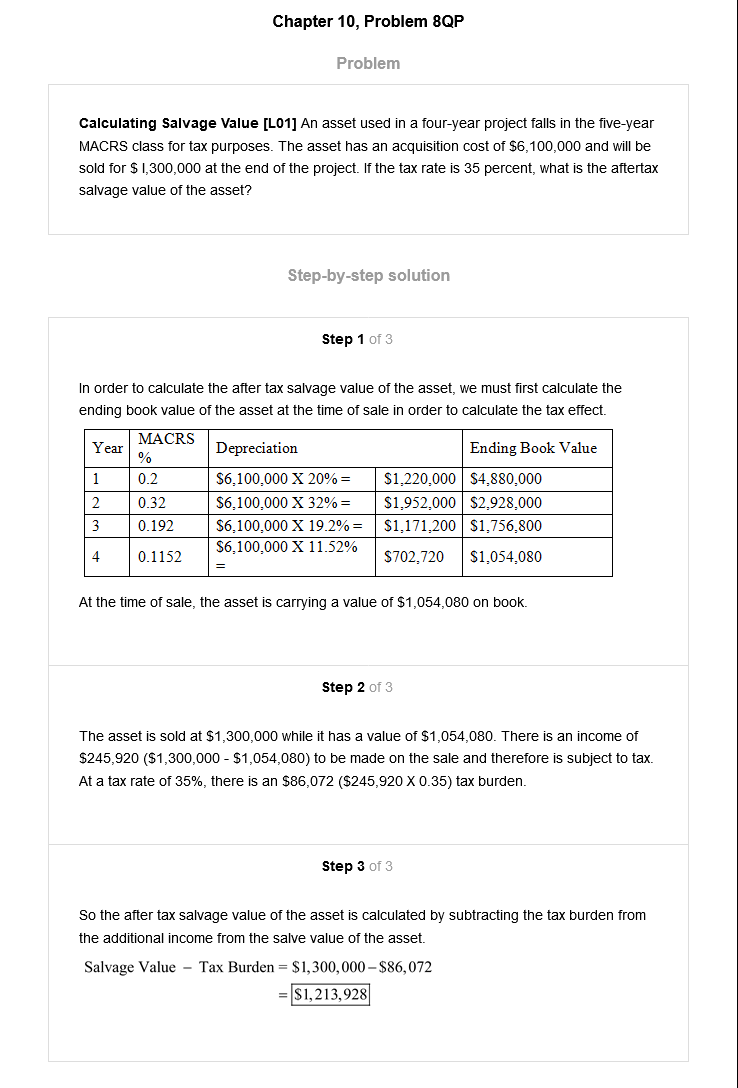 Chapter 10, Problem 8QP
Problem
Calculating Salvage Value [L01] An asset used in a four-year project falls in the five-year
MACRS class for tax purposes. The asset has an acquisition cost of $6,100,000 and will be
sold for $ l,300,000 at the end of the project. If the tax rate is 35 percent, what is the aftertax
salvage value of the asset?
Step-by-step solution
Step 1 of 3
In order to calculate the after tax salvage value of the asset, we must first calculate the
ending book value of the asset at the time of sale in order to calculate the tax effect.
Year MACRS % Depreciation Ending Book Value
1 0.2 $6,100,000 X 20% = $1,220,000 $4,880,000
2 0.32 $6,100,000 X 32% = $1,952,000 $2,928,000
3 0.192 $6,100,000 X 19.2% = $1,171,200 $1,756,800
4 0.1152 $6,100,000 X 11.52% = $702,720 $1,054,080
At the time of sale, the asset is carrying a value of $1,054,080 on book.
Step 2 of 3
The asset is sold at $1,300,000 while it has a value of $1,054,080. There is an income of
$245,920 ($1,300,000 - $1,054,080) to be made on the sale and therefore is subject to tax.
At a tax rate of 35%, there is an $86,072 ($245,920 X 0.35) tax burden.
Step 3 of 3
So the after tax salvage value of the asset is calculated by subtracting the tax burden from
the additional income from the salve value of the asset.
Salvage Value − Tax Burden = $1,300,000 − $86,072
= $1,213,928